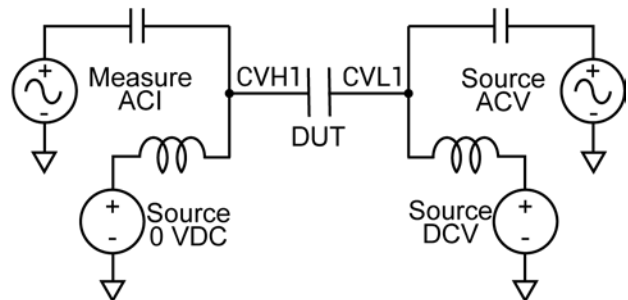 +
-
Measure
ACI
CVH1
CVL1
DUT
Source
ACV
+
-
+
-
Source
0 VDC
Source
DCV
+
-